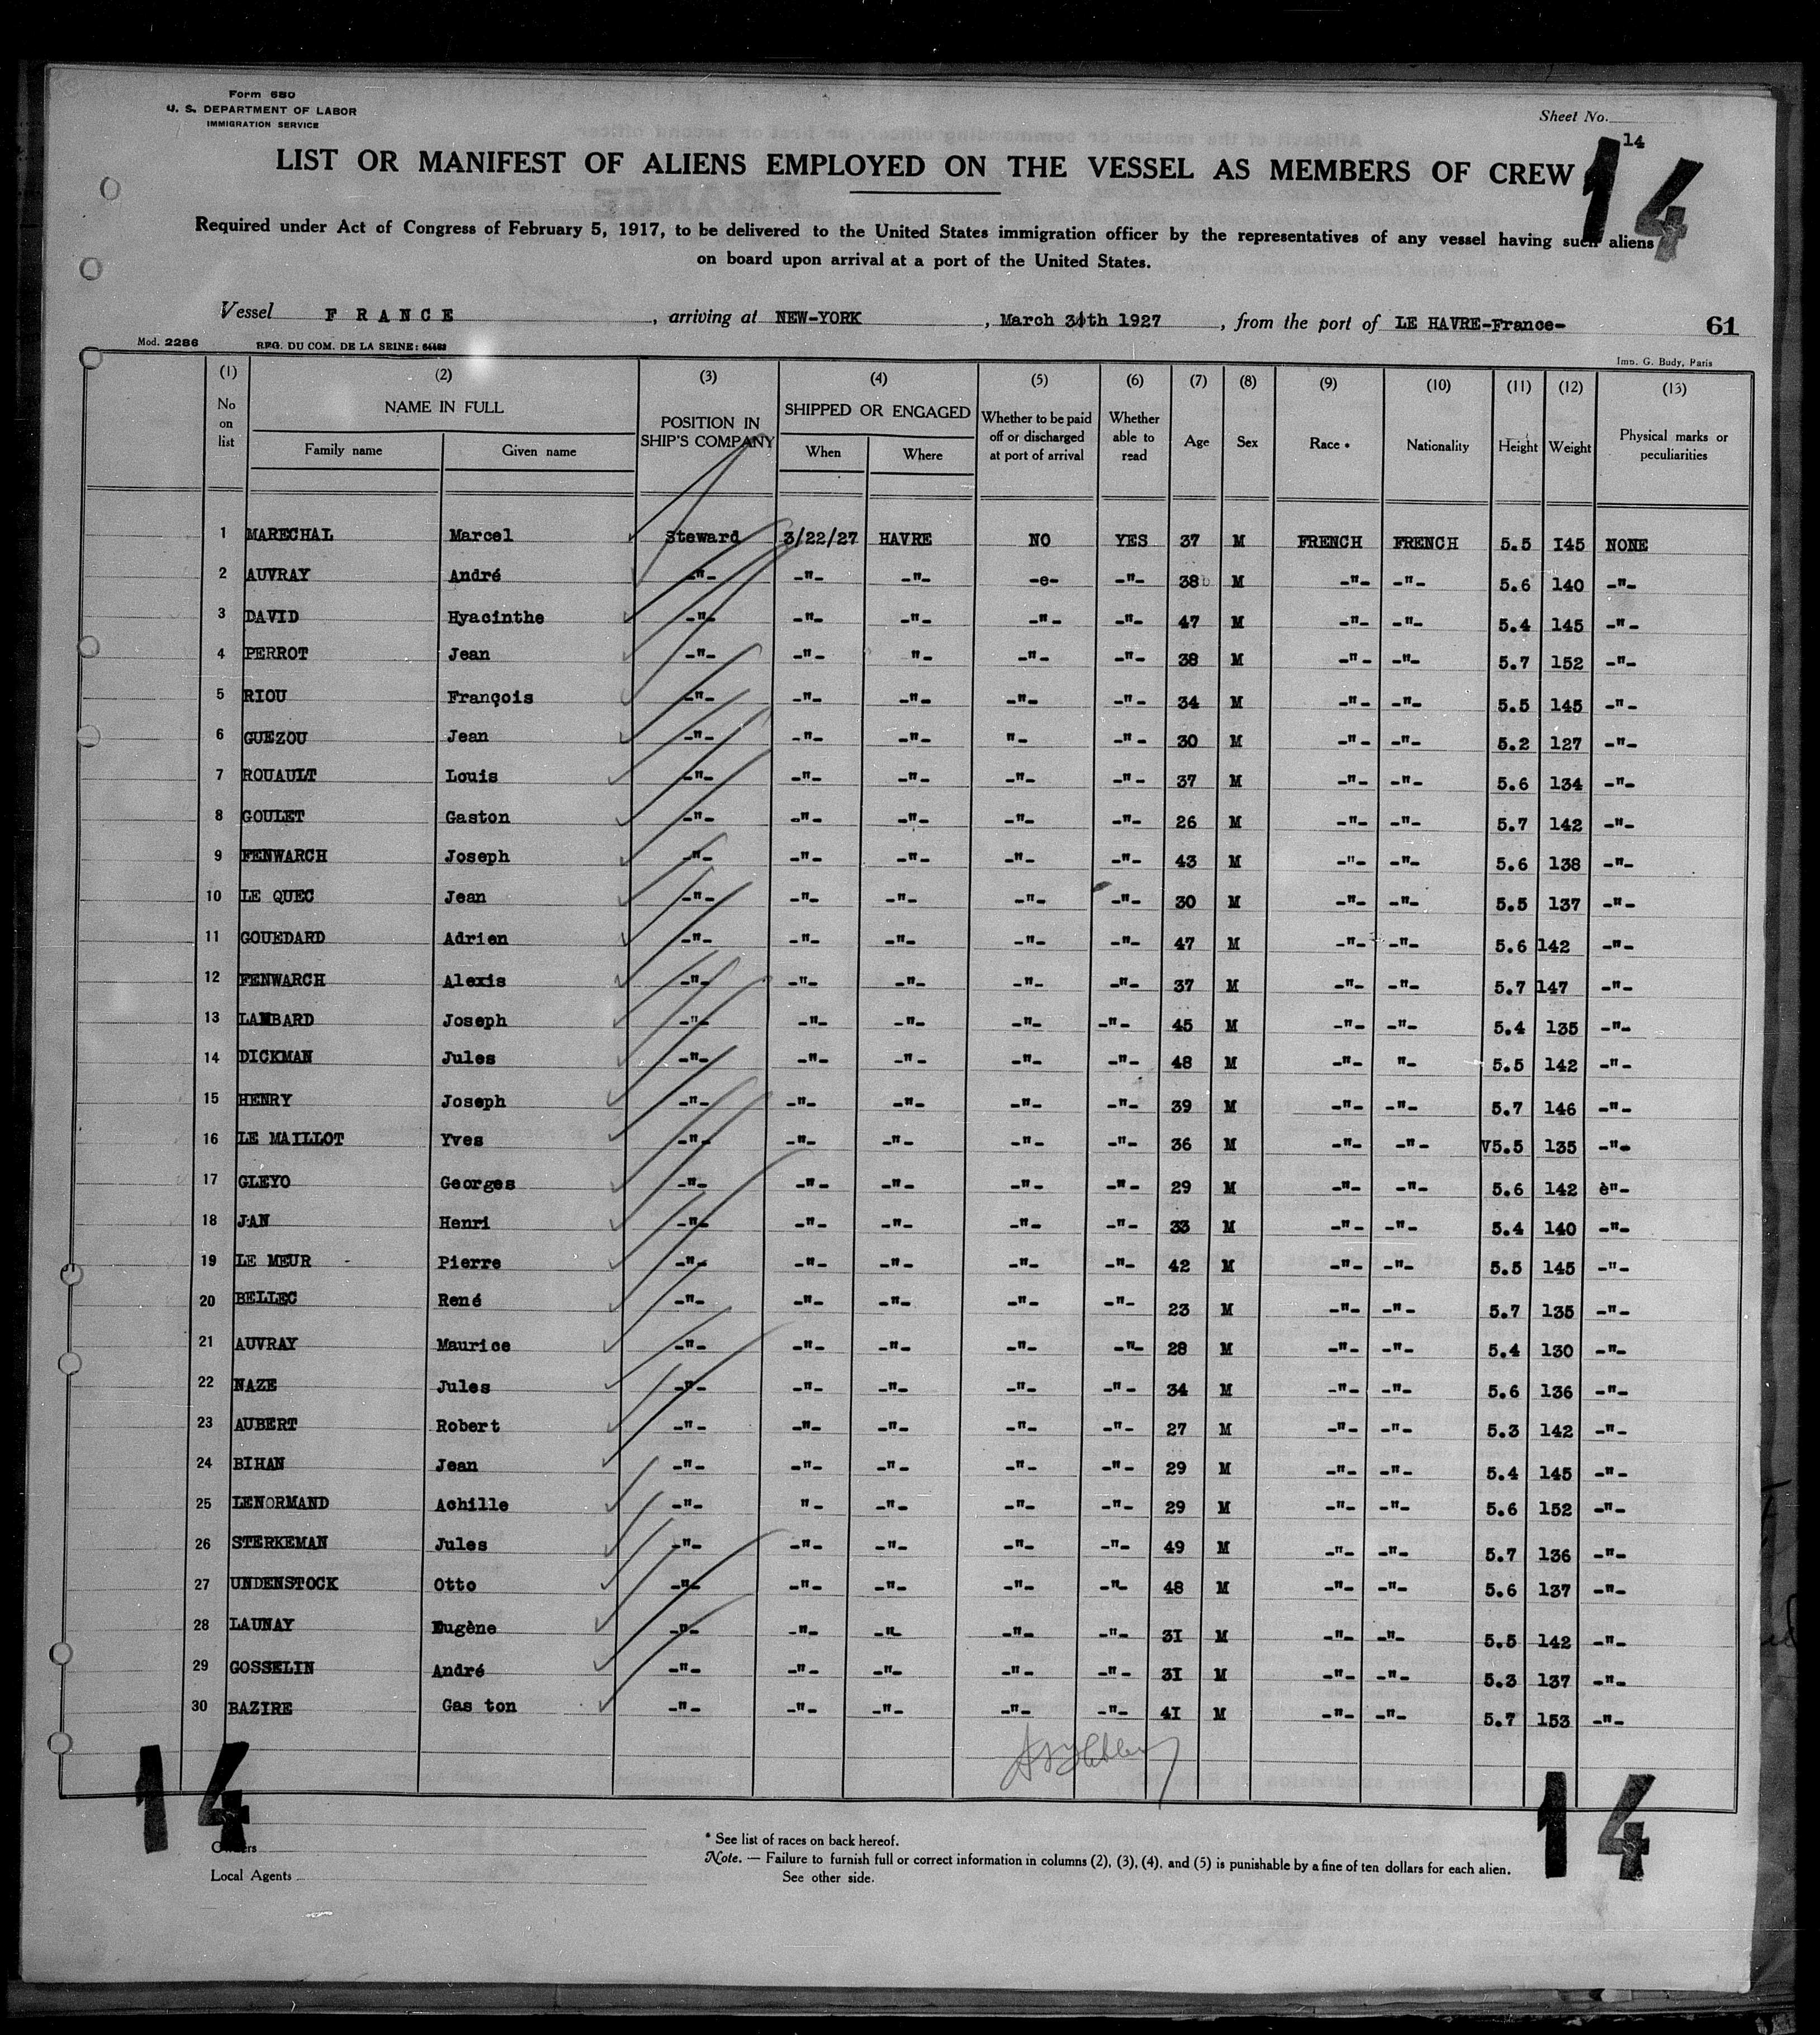 Form 680
U. S. DEPARTMENT OF LABOR
IMMIGRATION SERVICE
Sheet No.
14
LIST OR MANIFEST OF ALIENS EMPLOYED ON THE VESSEL AS MEMBERS OF CREW
14
Required under Act of Congress of February 5, 1917, to be delivered to the United States immigration officer by the representatives of any vessel having such aliens
on board upon arrival at a port of the United States.
Vessel FRANCE, arriving at NEW-YORK, March 30th 1927, from the port of LE HAVRE-France-
61
Mod. 2286 REG. DU COM. DE LA SEINE:
Imp. G. Budy, Paris
(1) (2) (3) (4) (5) (6) (7) (8) (9) (10) (11) (12) (13)
No on list NAME IN FULL Family name Given name POSITION IN SHIP'S COMPANY SHIPPED OR ENGAGED When Where Whether to be paid off or discharged at port of arrival Whether able to read Age Sex Race * Nationality Height Weight Physical marks or peculiarities
1 MARECHAL Marcel Steward 3/22/27 HAVRE NO YES 37 M FRENCH FRENCH 5.5 I45 NONE
2 AUVRAY André -"- -"- -"- -e- -"- 38 M -"- -"- 5.6 140 -"-
3 DAVID Hyacinthe -"- -"- -"- -"- -"- 47 M -"- -"- 5.4 145 -"-
4 PERROT Jean -"- -"- "- -"- -"- 38 M -"- -"- 5.7 152 -"-
5 RIOU François -"- -"- -"- -"- -"- 34 M -"- -"- 5.5 145 -"-
6 GUEZOU Jean -"- -"- -"- "- -"- 30 M -"- -"- 5.2 127 -"-
7 ROUAULT Louis -"- -"- -"- -"- -"- 37 M -"- -"- 5.6 134 -"-
8 GOULET Gaston -"- -"- -"- -"- -"- 26 M -"- -"- 5.7 142 -"-
9 FENWARCH Joseph -"- -"- -"- -"- -"- 43 M -"- -"- 5.6 138 -"-
10 LE QUEC Jean -"- -"- -"- -"- -"- 30 M -"- -"- 5.5 137 -"-
11 GOUEDARD Adrien -"- -"- -"- -"- -"- 47 M -"- -"- 5.6 142 -"-
12 FENWARCH Alexis -"- -"- -"- -"- -"- 37 M -"- -"- 5.7 147 -"-
13 LAMBARD Joseph -"- -"- -"- -"- -"- 45 M -"- -"- 5.4 135 -"-
14 DICKMAN Jules -"- -"- -"- -"- -"- 48 M -"- "- 5.5 142 -"-
15 HENRY Joseph -"- -"- -"- -"- -"- 39 M -"- -"- 5.7 146 -"-
16 LE MAILLOT Yves -"- -"- -"- -"- -"- 36 M -"- -"- V5.5 135 -"-
17 GLEYO Georges -"- -"- -"- -"- -"- 29 M -"- -"- 5.6 142 è"-
18 JAN Henri -"- -"- -"- -"- -"- 33 M -"- -"- 5.4 140 -"-
19 LE MEUR - Pierre -"- -"- -"- -"- -"- 42 M -"- -"- 5.5 145 -"-
20 BELLEC René -"- -"- -"- -"- -"- 23 M -"- -"- 5.7 135 -"-
21 AUVRAY Maurice -"- -"- -"- -"- -"- 28 M -"- -"- 5.4 130 -"-
22 NAZE Jules -"- -"- -"- -"- -"- 34 M -"- -"- 5.6 136 -"-
23 AUBERT Robert -"- -"- -"- -"- -"- 27 M -"- -"- 5.3 142 -"-
24 BIHAN Jean -"- -"- -"- -"- -"- 29 M -"- -"- 5.4 145 -"-
25 LENORMAND Achille -"- "- -"- -"- -"- 29 M -"- -"- 5.6 152 -"-
26 STERKEMAN Jules -"- -"- -"- -"- -"- 49 M -"- -"- 5.7 136 -"-
27 UNDENSTOCK Otto -"- -"- -"- -"- -"- 48 M -"- -"- 5.6 137 -"-
28 LAUNAY Eugène -"- -"- -"- -"- -"- 3I M -"- -"- 5.5 142 -"-
29 GOSSELIN André -"- -"- -"- -"- -"- 3I M -"- -"- 5.3 137 -"-
30 BAZIRE Gas ton -"- -"- -"- -"- -"- 4I M -"- -"- 5.7 153 -"-
14
14
Owners
Local Agents
* See list of races on back hereof.
Note. — Failure to furnish full or correct information in columns (2), (3), (4), and (5) is punishable by a fine of ten dollars for each alien.
See other side.